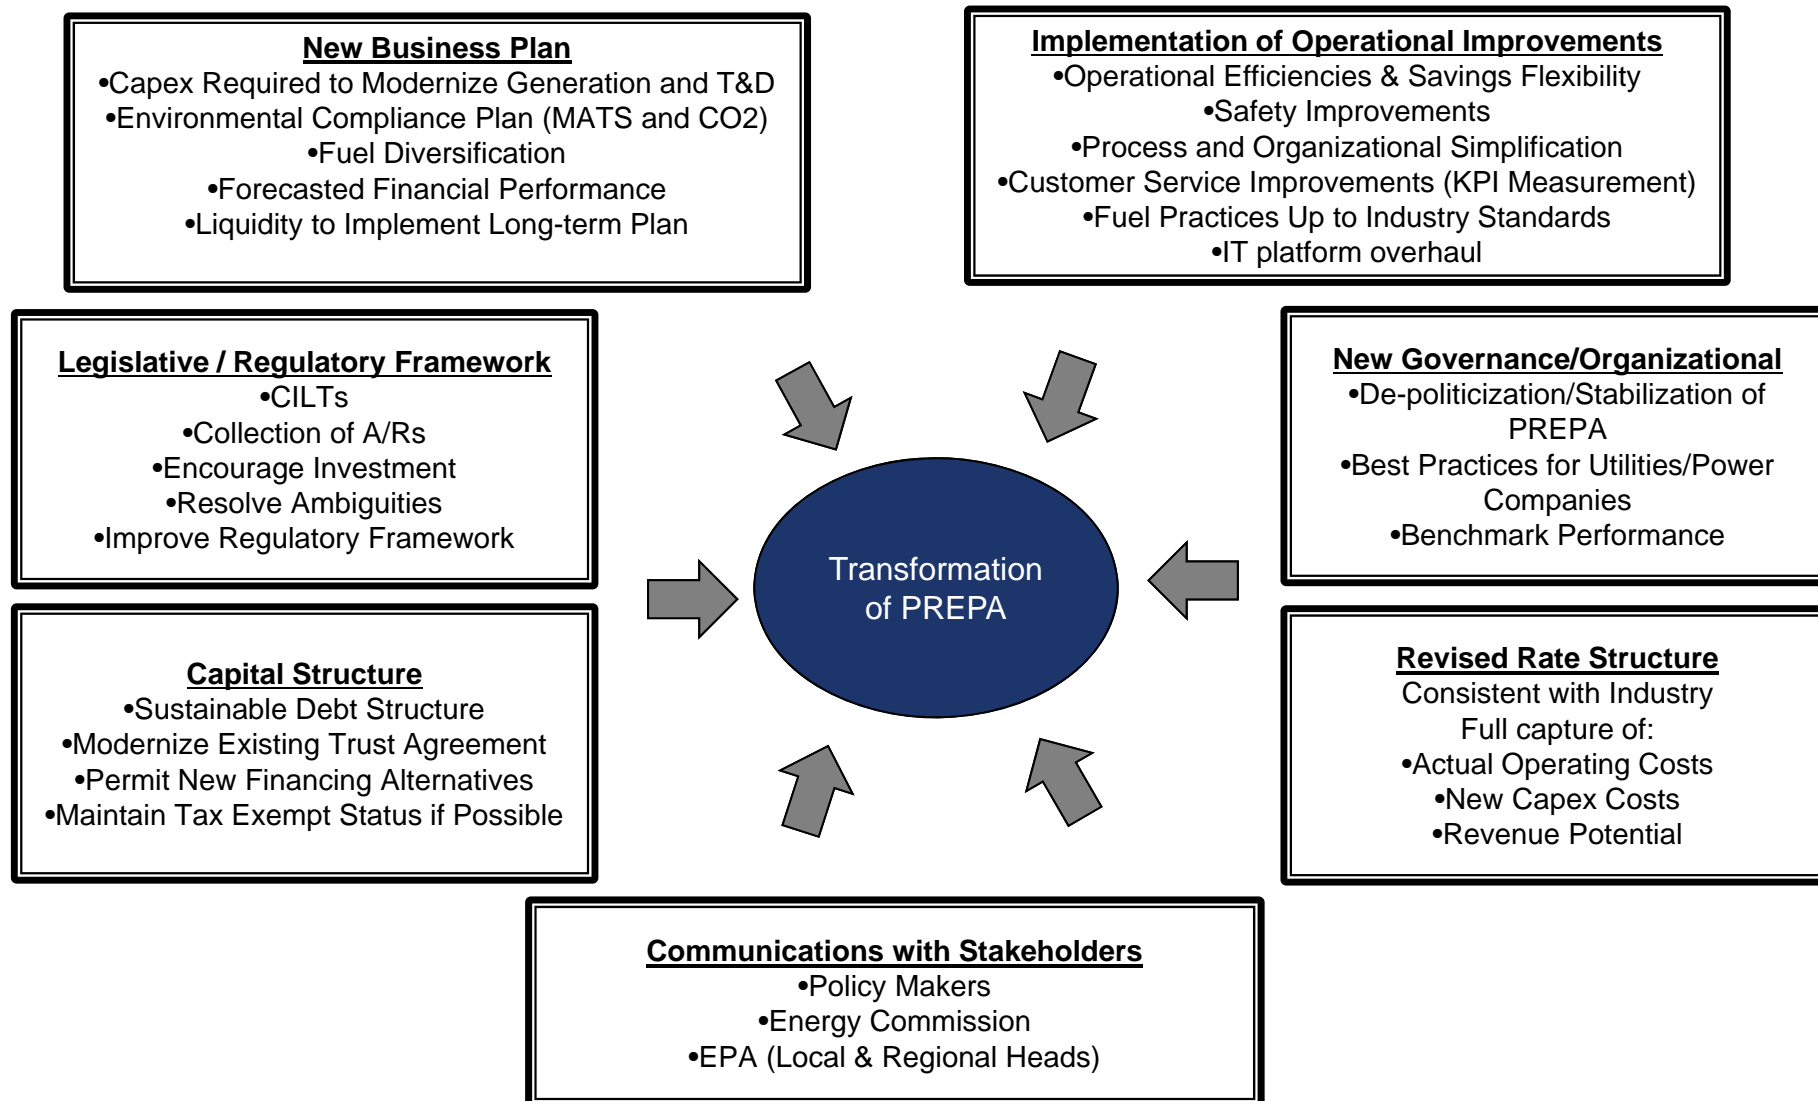 New Business Plan
•Capex Required to Modernize Generation and T&D
•Environmental Compliance Plan (MATS and CO2)
•Fuel Diversification
•Forecasted Financial Performance
•Liquidity to Implement Long-term Plan
Implementation of Operational Improvements
•Operational Efficiencies & Savings Flexibility
•Safety Improvements
•Process and Organizational Simplification
•Customer Service Improvements (KPI Measurement)
•Fuel Practices Up to Industry Standards
•IT platform overhaul
Legislative / Regulatory Framework
•CILTs
•Collection of A/Rs
•Encourage Investment
•Resolve Ambiguities
•Improve Regulatory Framework
New Governance/Organizational
•De-politicization/Stabilization of
PREPA
•Best Practices for Utilities/Power
Companies
•Benchmark Performance
Transformation
of PREPA
Capital Structure
•Sustainable Debt Structure
•Modernize Existing Trust Agreement
•Permit New Financing Alternatives
•Maintain Tax Exempt Status if Possible
Revised Rate Structure
Consistent with Industry
Full capture of:
•Actual Operating Costs
•New Capex Costs
•Revenue Potential
Communications with Stakeholders
•Policy Makers
•Energy Commission
•EPA (Local & Regional Heads)